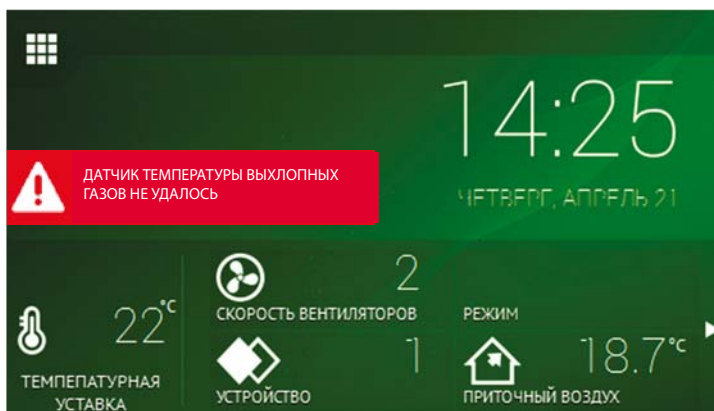 14:25
ДАТЧИК ТЕМПЕРАТУРЫ ВЫХЛОПНЫХ
ГАЗОВ НЕ УДАЛОСЬ
ЧЕТВЕРГ, АПРЕЛЬ 21
2
СКОРОСТЬ ВЕНТИЛЯТОРОВ
РЕЖИМ
22°C
ТЕМПЕПАТУРНАЯ
УСТАВКА
1
УСТРОЙСТВО
18.7°C
ПРИТОЧНЫЙ ВОЗДУХ